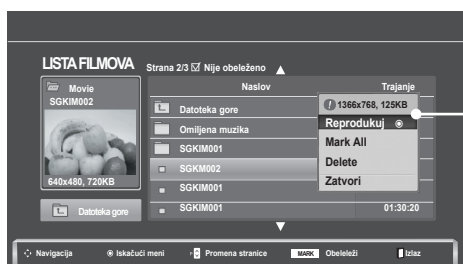 LISTA FILMOVA
Strana 2/3 Nije obeleženo
Movie
SGKIM002
640x480, 720KB
Datoteka gore
Naslov Trajanje
Datoteka gore
Omiljena muzika
SGKIM001
SGKM002
SGKIM001
SGKIM001 01:30:20
1366x768, 125KB
Reprodukuj
Mark All
Delete
Zatvori
Navigacija Iskačući meni Promena stranice MARK Obeleleži Izlaz